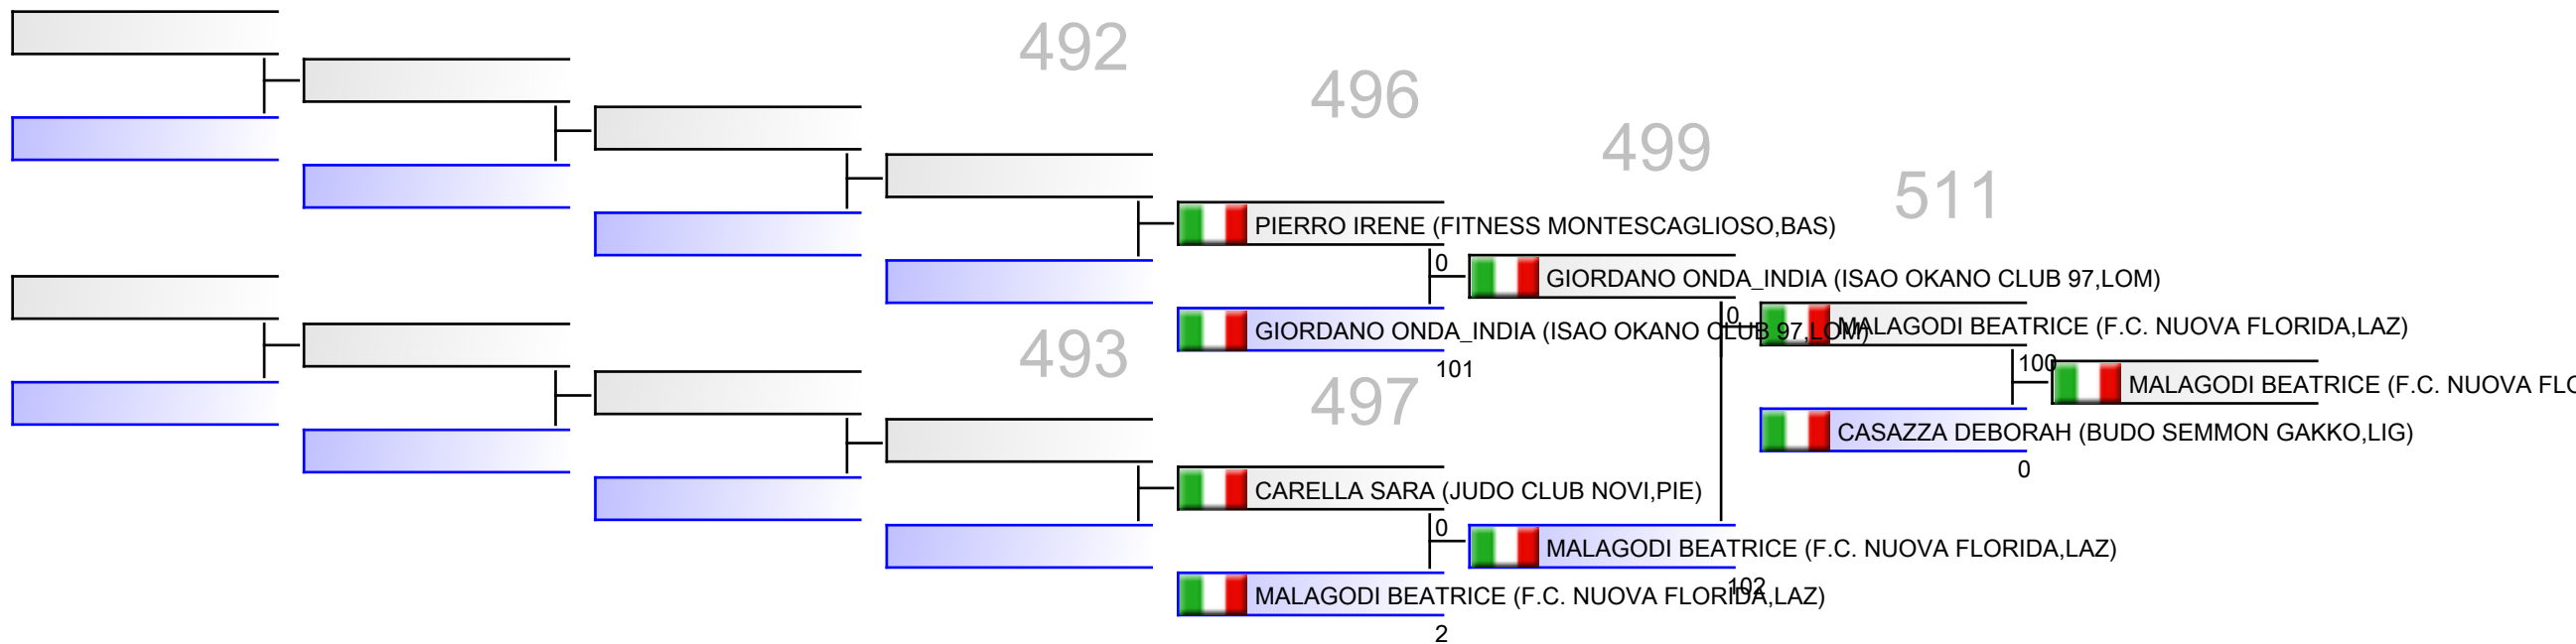 492
496
499
511
PIERRO IRENE (FITNESS MONTESCAGLIOSO,BAS)
0
GIORDANO ONDA_INDIA (ISAO OKANO CLUB 97,LOM)
0
MALAGODI BEATRICE (F.C. NUOVA FLORIDA,LAZ)
GIORDANO ONDA_INDIA (ISAO OKANO CLUB 97,LOM)
101
100
MALAGODI BEATRICE (F.C. NUOVA FLO
493
497
CASAZZA DEBORAH (BUDO SEMMON GAKKO,LIG)
0
CARELLA SARA (JUDO CLUB NOVI,PIE)
0
MALAGODI BEATRICE (F.C. NUOVA FLORIDA,LAZ)
102
MALAGODI BEATRICE (F.C. NUOVA FLORIDA,LAZ)
2